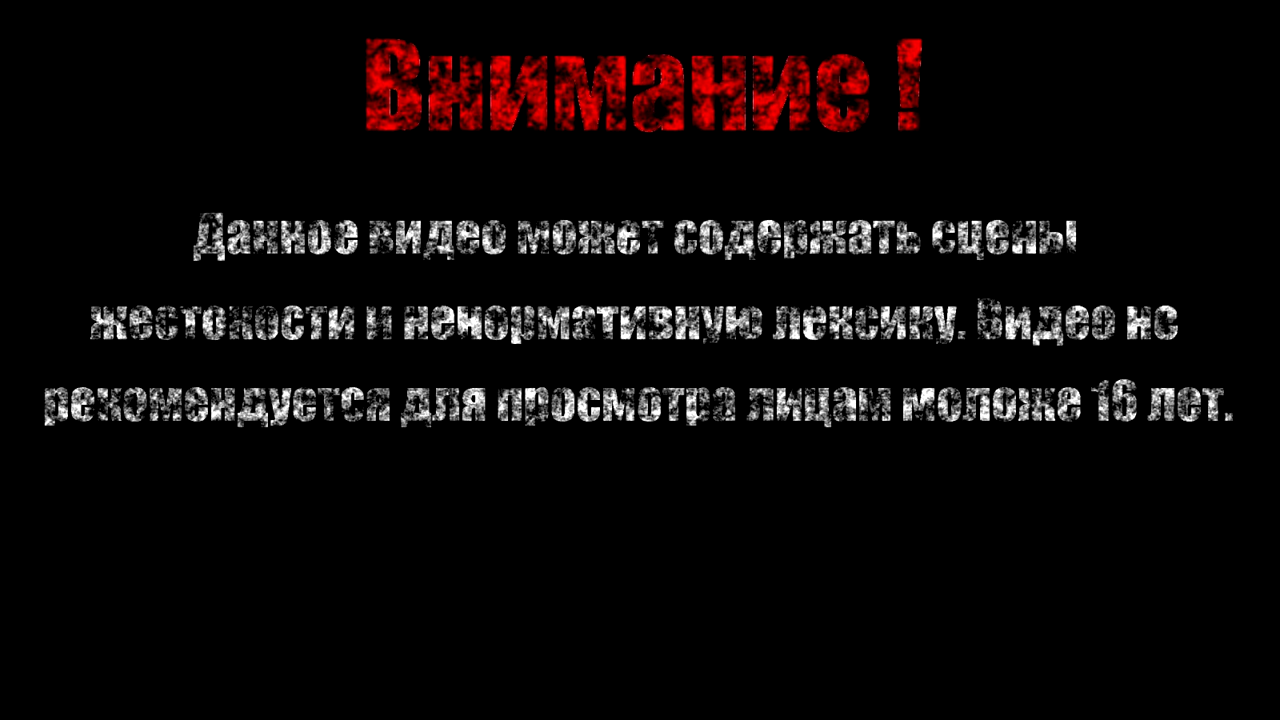 Внимание !
Данное видео может содержать сцены
жестокости и ненормативную лексику. Видео не
рекомендуется для просмотра лицам моложе 16 лет.